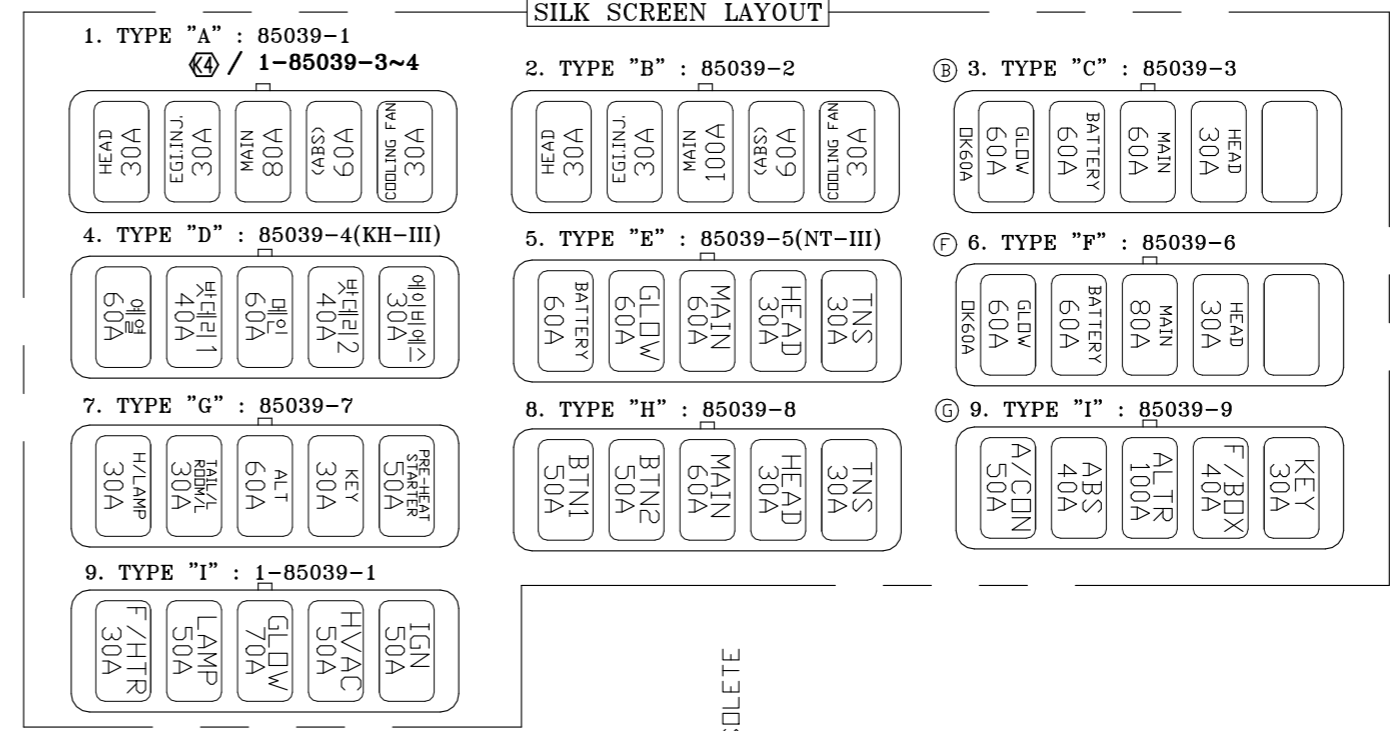 SILK SCREEN LAYOUT
1. TYPE "A" : 85039-1
K4 / 1-85039-3~4
HEAD
30A
EGI.INJ.
30A
MAIN
80A
(ABS)
60A
COOLING FAN
30A
2. TYPE "B" : 85039-2
HEAD
30A
EGI.INJ.
30A
MAIN
100A
(ABS)
60A
COOLING FAN
30A
B 3. TYPE "C" : 85039-3
□K60A
GLOW
60A
BATTERY
60A
MAIN
60A
HEAD
30A
4. TYPE "D" : 85039-4(KH-III)
예열
60A
밧데리1
40A
메인
60A
밧데리2
40A
에이비에스
30A
5. TYPE "E" : 85039-5(NT-III)
BATTERY
60A
GLOW
60A
MAIN
60A
HEAD
30A
TNS
30A
F 6. TYPE "F" : 85039-6
□K60A
GLOW
60A
BATTERY
60A
MAIN
80A
HEAD
30A
7. TYPE "G" : 85039-7
H/LAMP
30A
TAIL/L
ROOM/L
30A
ALT
60A
KEY
30A
PRE-HEAT
STARTER
50A
8. TYPE "H" : 85039-8
BTN1
50A
BTN2
50A
MAIN
60A
HEAD
30A
TNS
30A
G 9. TYPE "I" : 85039-9
A/CON
50A
ABS
40A
ALTR
100A
F/BOX
40A
KEY
30A
9. TYPE "I" : 1-85039-1
F/HTR
30A
LAMP
50A
GLOW
70A
HVAC
50A
IGN
50A